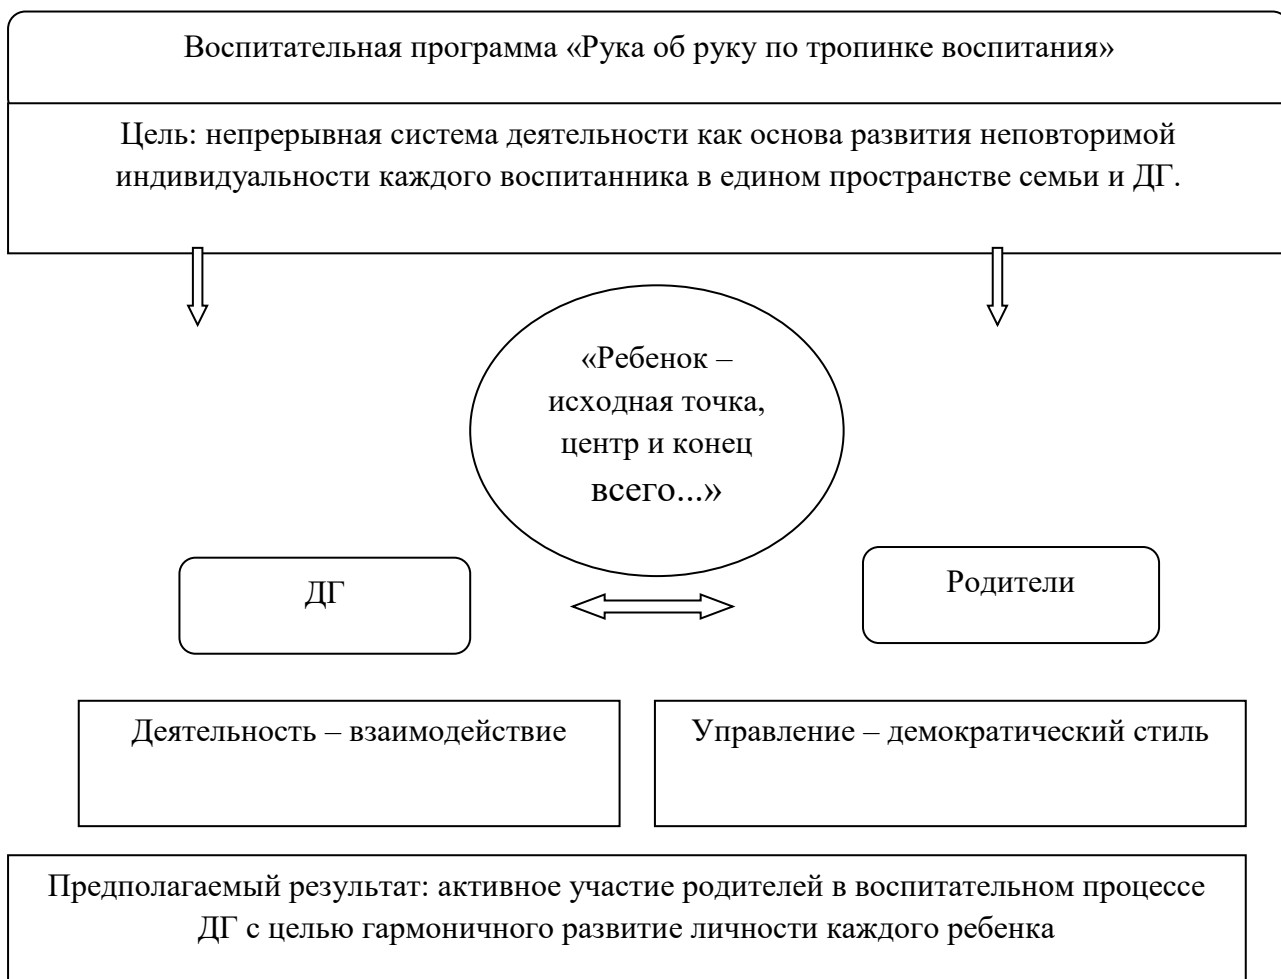 Воспитательная программа «Рука об руку по тропинке воспитания»
Цель: непрерывная система деятельности как основа развития неповторимой
индивидуальности каждого воспитанника в едином пространстве семьи и ДГ.
«Ребенок –
исходная точка,
центр и конец
всего...»
ДГ
Родители
Деятельность – взаимодействие
Управление – демократический стиль
Предполагаемый результат: активное участие родителей в воспитательном процессе
ДГ с целью гармоничного развитие личности каждого ребенка